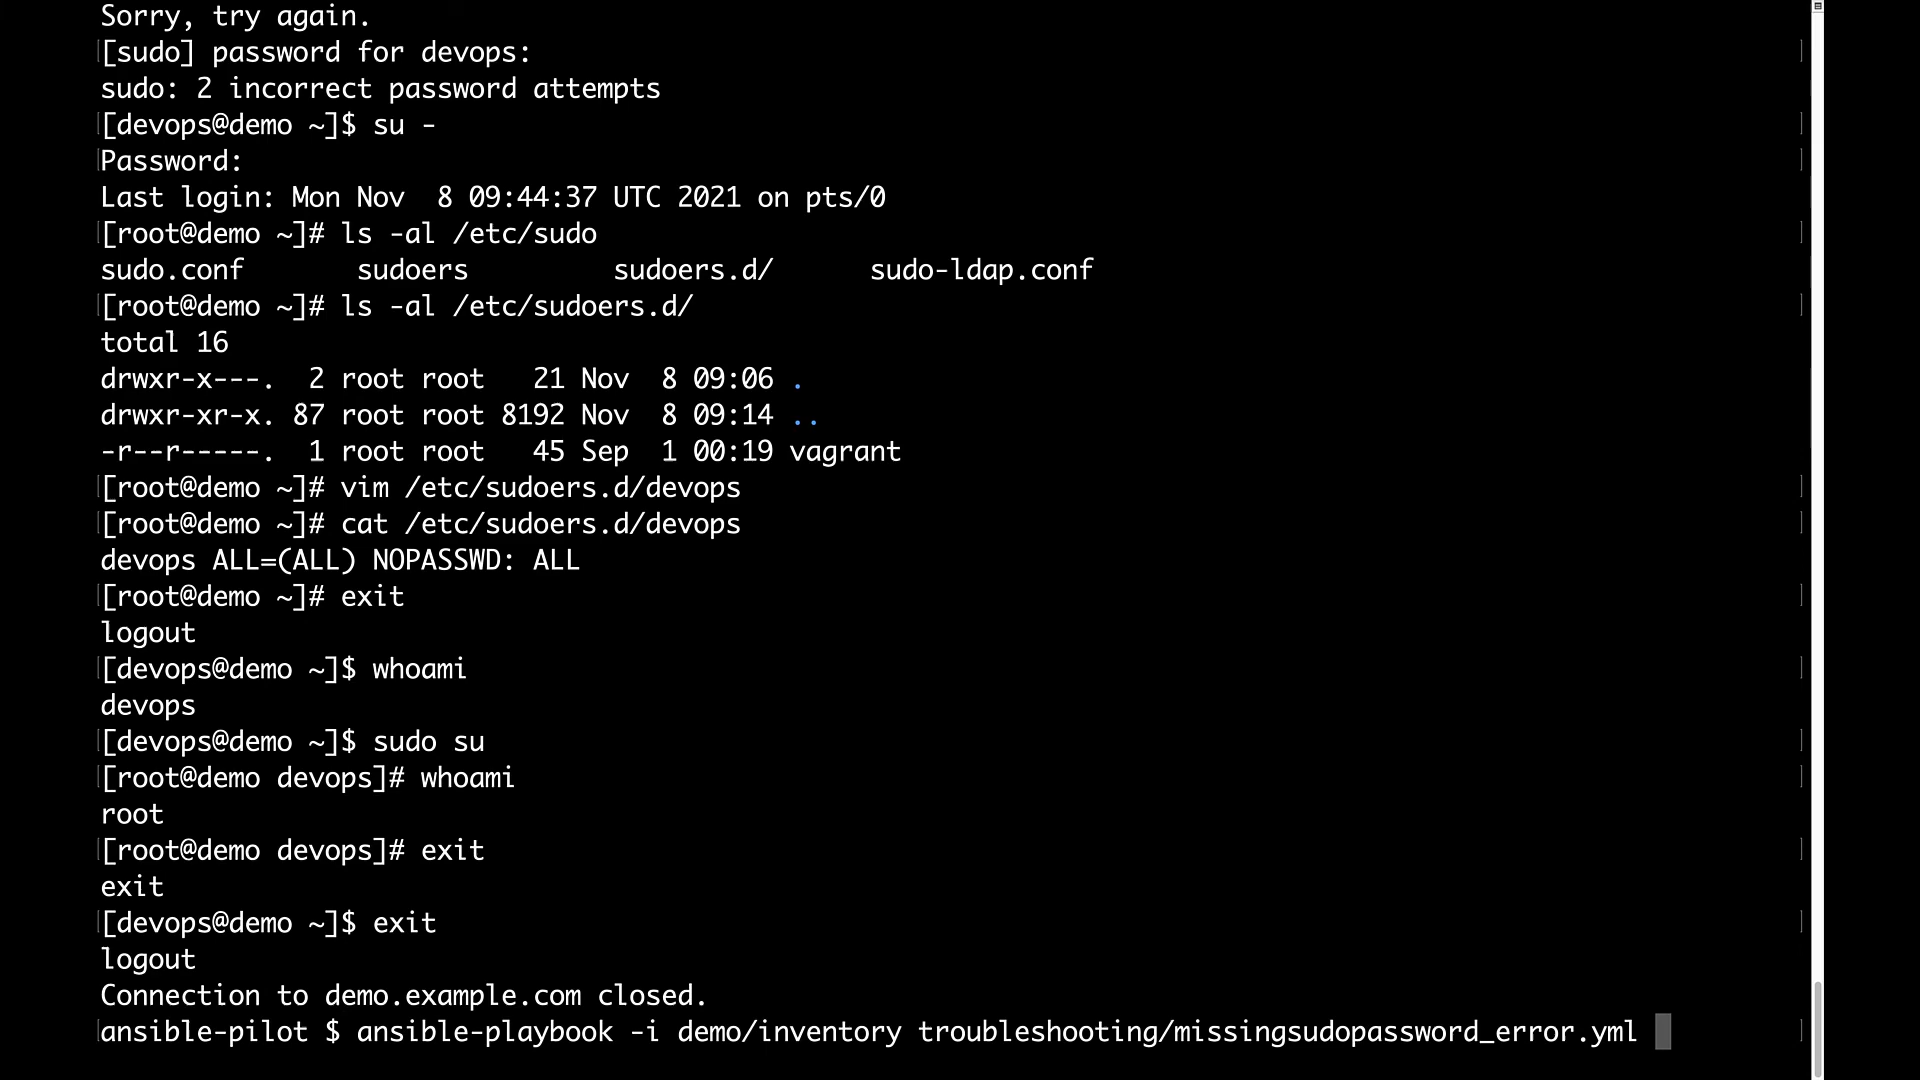 Sorry, try again.
[sudo] password for devops:
sudo: 2 incorrect password attempts
[devops@demo ~]$ su -
Password:
Last login: Mon Nov  8 09:44:37 UTC 2021 on pts/0
[root@demo ~]# ls -al /etc/sudo
sudo.conf       sudoers         sudoers.d/      sudo-ldap.conf
[root@demo ~]# ls -al /etc/sudoers.d/
total 16
drwxr-x---.  2 root root   21 Nov  8 09:06 .
drwxr-xr-x. 87 root root 8192 Nov  8 09:14 ..
-r--r-----.  1 root root   45 Sep  1 00:19 vagrant
[root@demo ~]# vim /etc/sudoers.d/devops
[root@demo ~]# cat /etc/sudoers.d/devops
devops ALL=(ALL) NOPASSWD: ALL
[root@demo ~]# exit
logout
[devops@demo ~]$ whoami
devops
[devops@demo ~]$ sudo su
[root@demo devops]# whoami
root
[root@demo devops]# exit
exit
[devops@demo ~]$ exit
logout
Connection to demo.example.com closed.
ansible-pilot $ ansible-playbook -i demo/inventory troubleshooting/missingsudopassword_error.yml